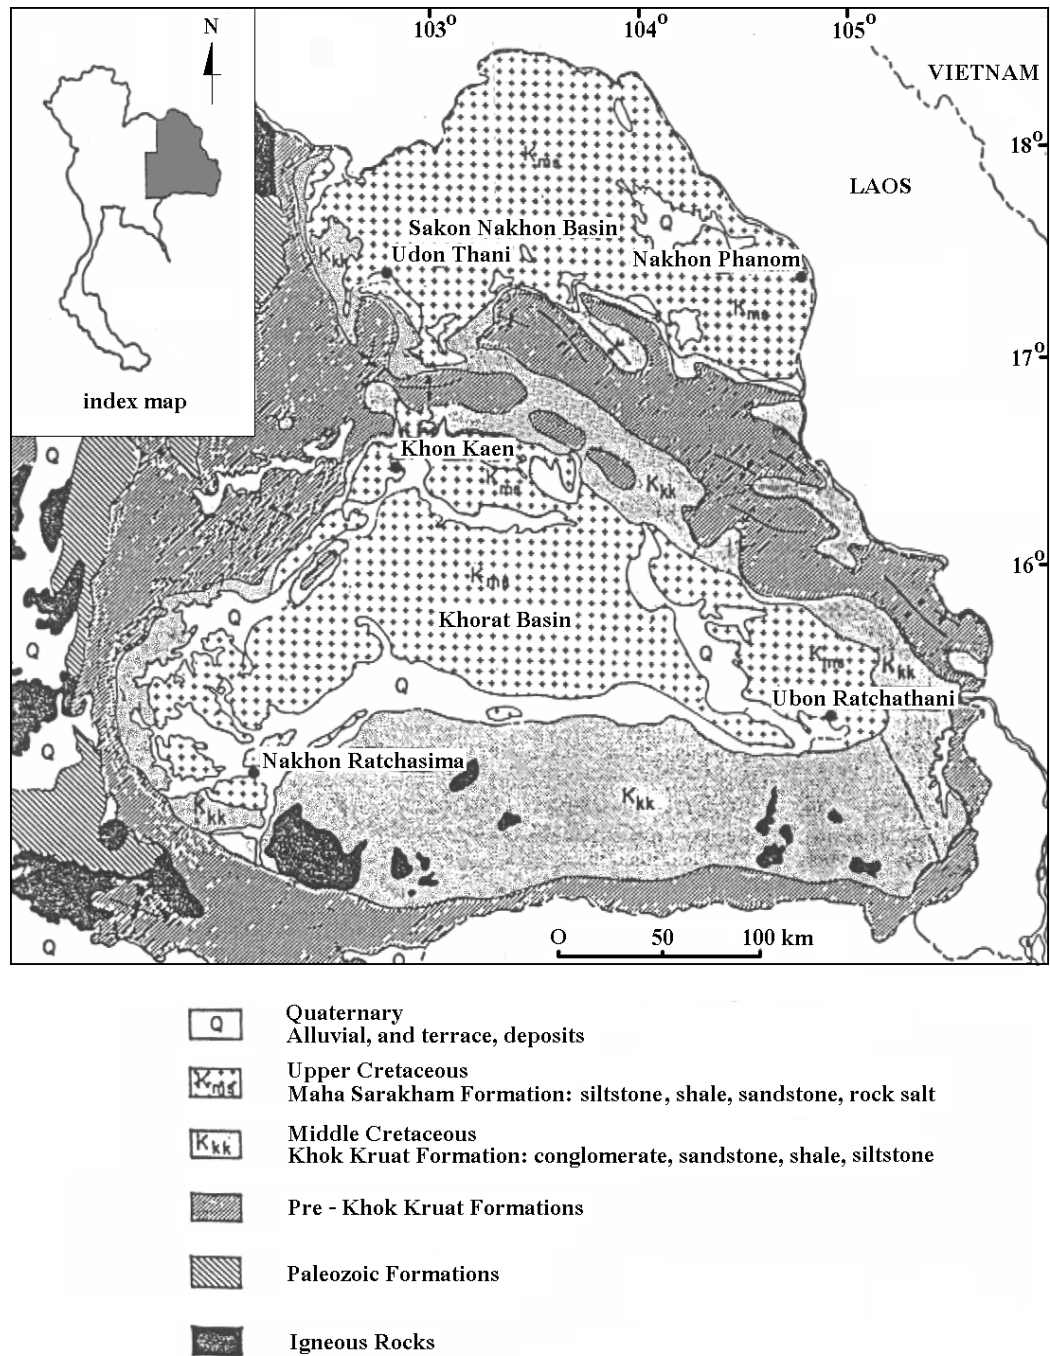 103° 104° 105°
N
VIETNAM
18°
LAOS
Kms
Q
Sakon Nakhon Basin
Kkk
Udon Thani
Nakhon Phanom
Kms
17°
index map
Q
Khon Kaen
Kms
Kkk
16°
Kms
Q
Khorat Basin
Q
Q
Kms
Kkk
Q
Ubon Ratchathani
Q
Nakhon Ratchasima
Kkk
Kkk
O 50 100 km
Q
Q
Q Quaternary
Alluvial, and terrace, deposits
Kms Upper Cretaceous
Maha Sarakham Formation: siltstone, shale, sandstone, rock salt
Kkk Middle Cretaceous
Khok Kruat Formation: conglomerate, sandstone, shale, siltstone
Pre - Khok Kruat Formations
Paleozoic Formations
Igneous Rocks